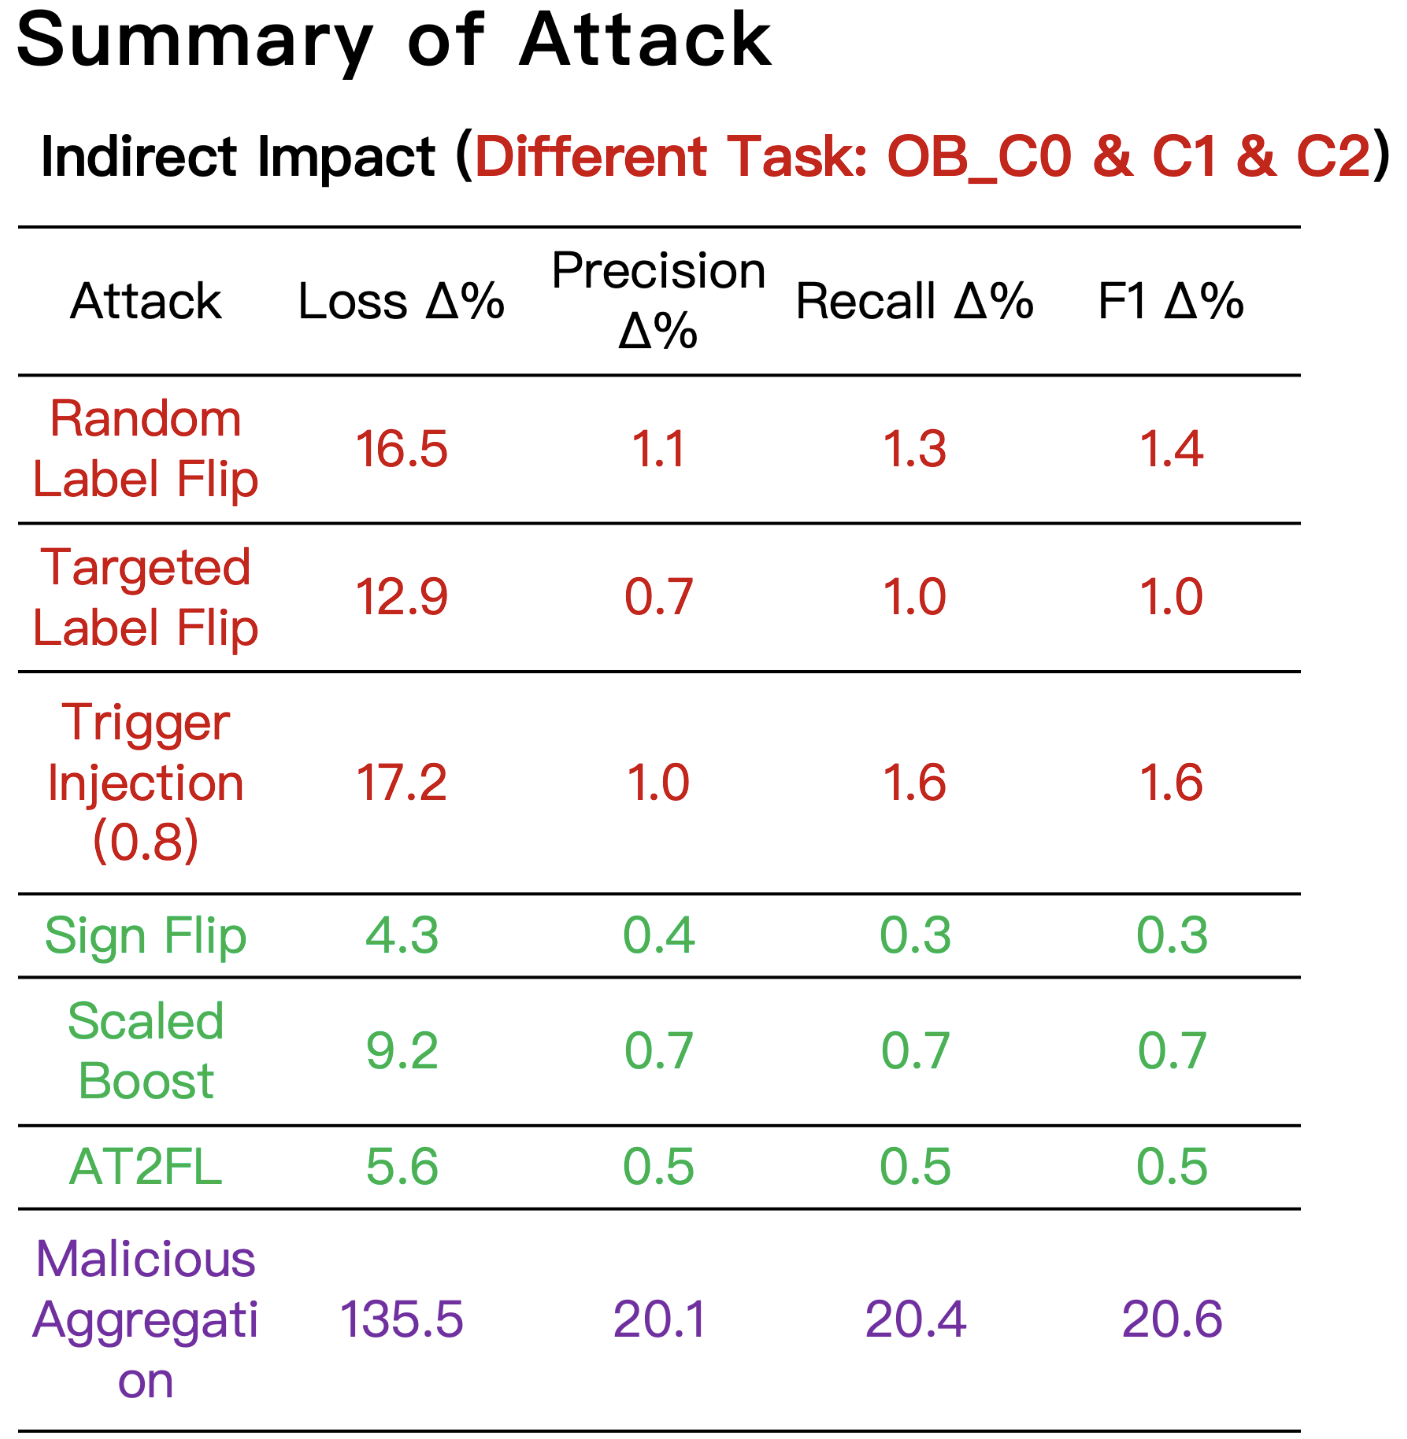 Summary of Attack
Indirect Impact (Different Task: OB_C0 & C1 & C2)
Attack Loss Δ% Precision Δ% Recall Δ% F1 Δ%
Random Label Flip 16.5 1.1 1.3 1.4
Targeted Label Flip 12.9 0.7 1.0 1.0
Trigger Injection (0.8) 17.2 1.0 1.6 1.6
Sign Flip 4.3 0.4 0.3 0.3
Scaled Boost 9.2 0.7 0.7 0.7
AT2FL 5.6 0.5 0.5 0.5
Malicious Aggregation 135.5 20.1 20.4 20.6